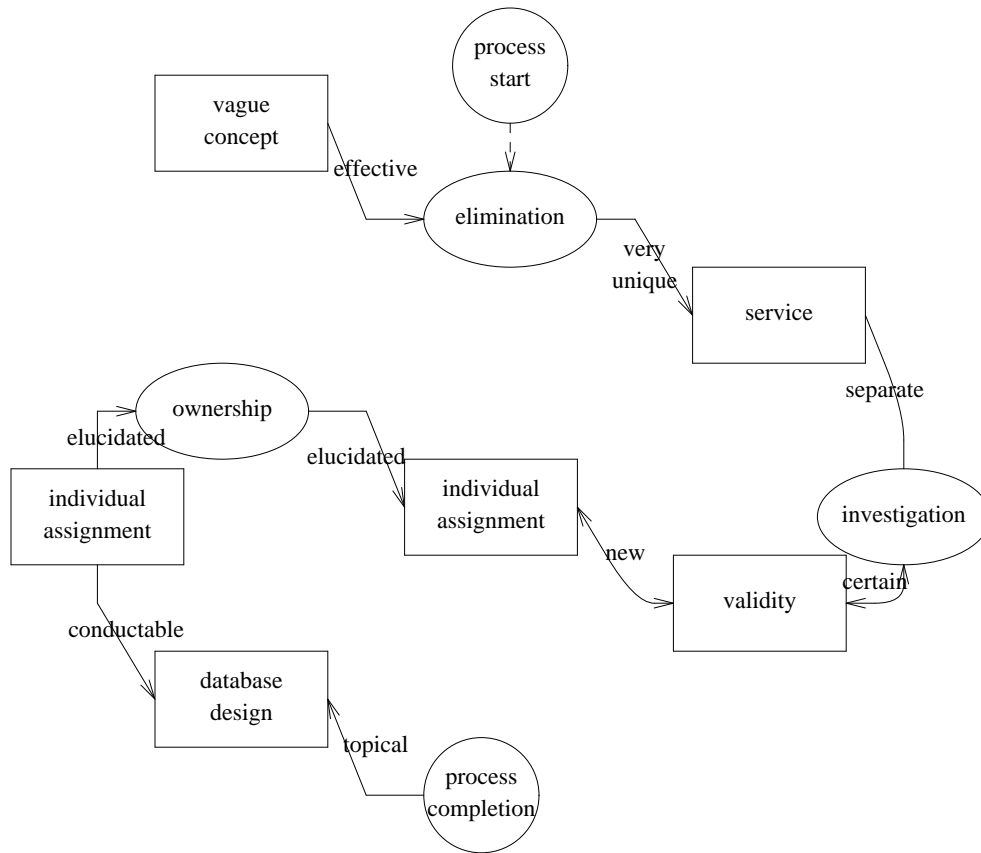 process
start
vague
concept
effective
elimination
very
unique
service
separate
ownership
elucidated
elucidated
individual
assignment
individual
assignment
investigation
new
certain
validity
conductable
database
design
topical
process
completion